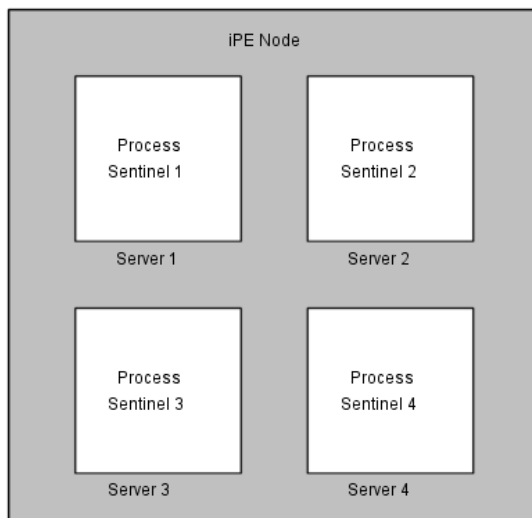 iPE Node
Process
Sentinel 1
Process
Sentinel 2
Server 1
Server 2
Process
Sentinel 3
Process
Sentinel 4
Server 3
Server 4